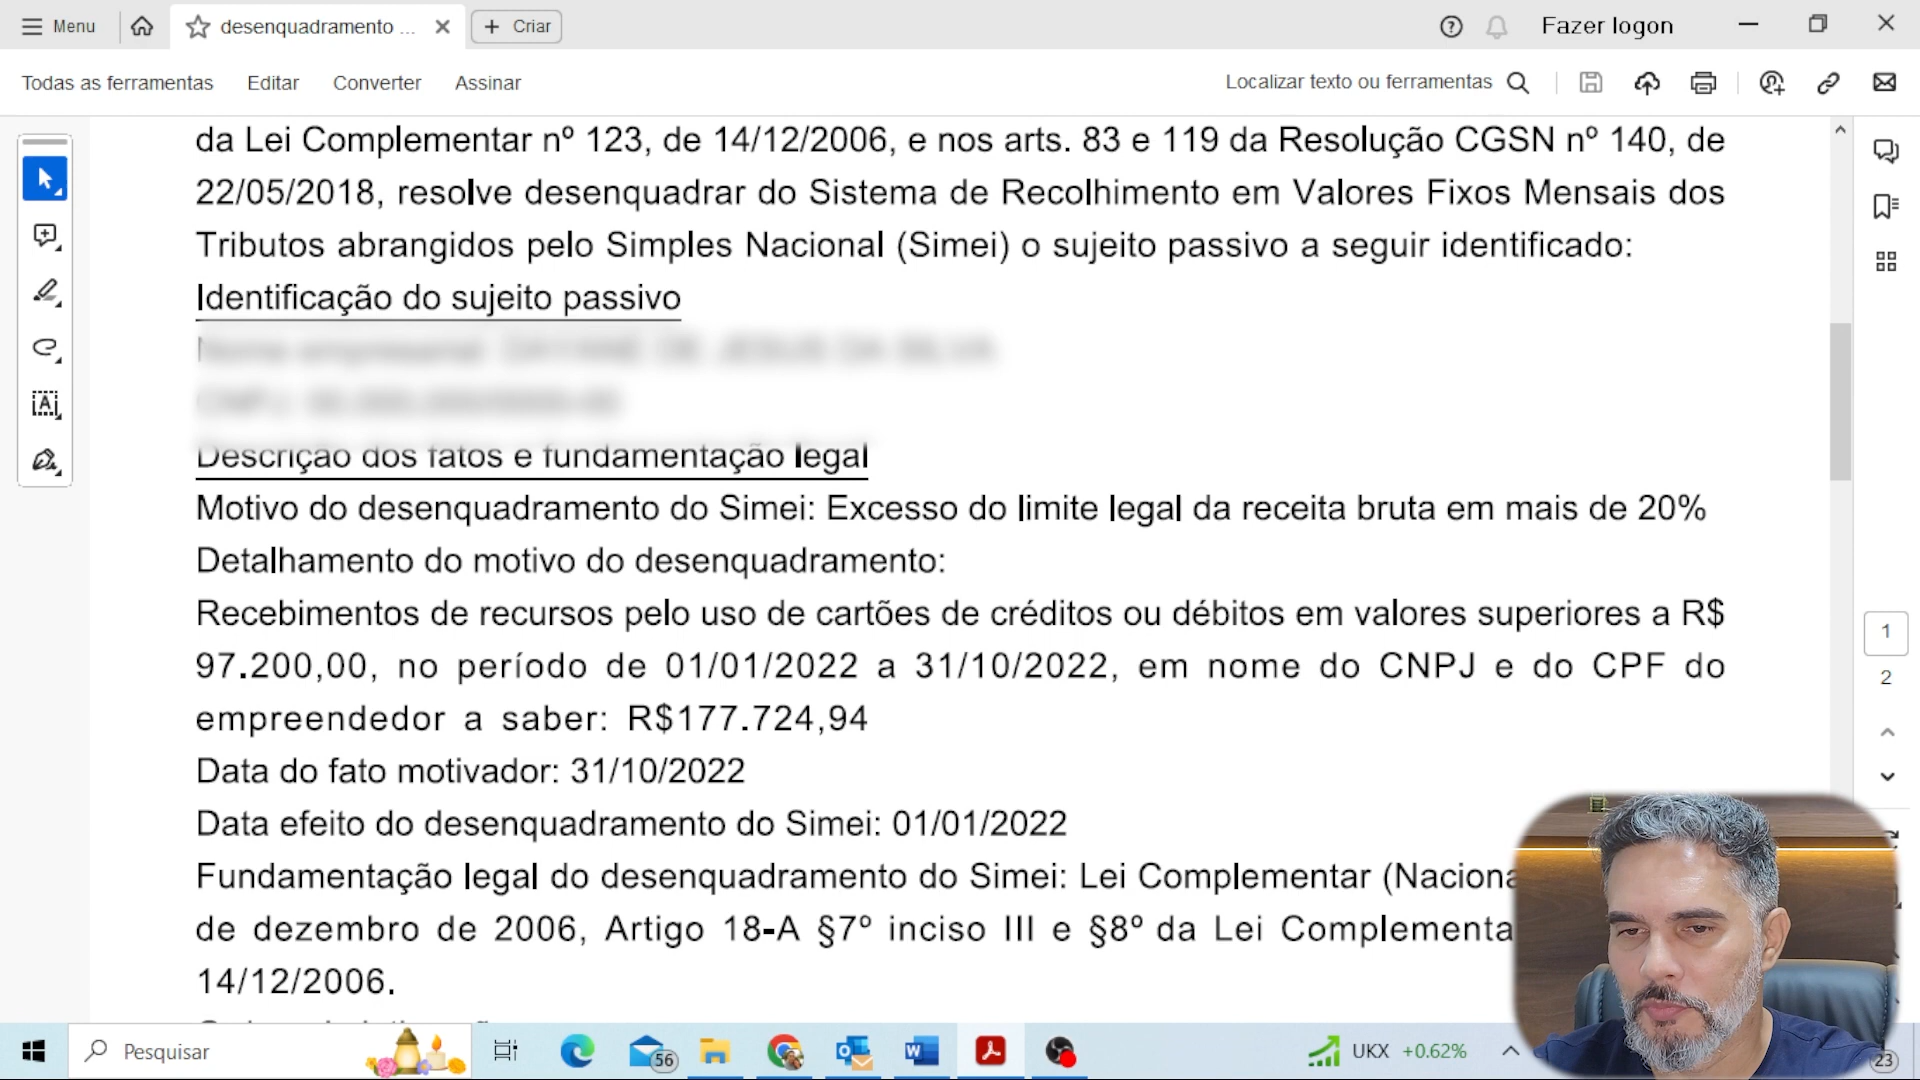 Menu
desenquadramento ...
Criar
Fazer logon
Todas as ferramentas
Editar
Converter
Assinar
Localizar texto ou ferramentas
da Lei Complementar nº 123, de 14/12/2006, e nos arts. 83 e 119 da Resolução CGSN nº 140, de
22/05/2018, resolve desenquadrar do Sistema de Recolhimento em Valores Fixos Mensais dos
Tributos abrangidos pelo Simples Nacional (Simei) o sujeito passivo a seguir identificado:
Identificação do sujeito passivo
Descrição dos fatos e fundamentação legal
Motivo do desenquadramento do Simei: Excesso do limite legal da receita bruta em mais de 20%
Detalhamento do motivo do desenquadramento:
Recebimentos de recursos pelo uso de cartões de créditos ou débitos em valores superiores a R$
97.200,00, no período de 01/01/2022 a 31/10/2022, em nome do CNPJ e do CPF do
empreendedor a saber: R$177.724,94
Data do fato motivador: 31/10/2022
Data efeito do desenquadramento do Simei: 01/01/2022
Fundamentação legal do desenquadramento do Simei: Lei Complementar
de dezembro de 2006, Artigo 18-A §7º inciso III e §8º da Lei
14/12/2006.
1
2
Pesquisar
56
UKX +0.62%
23